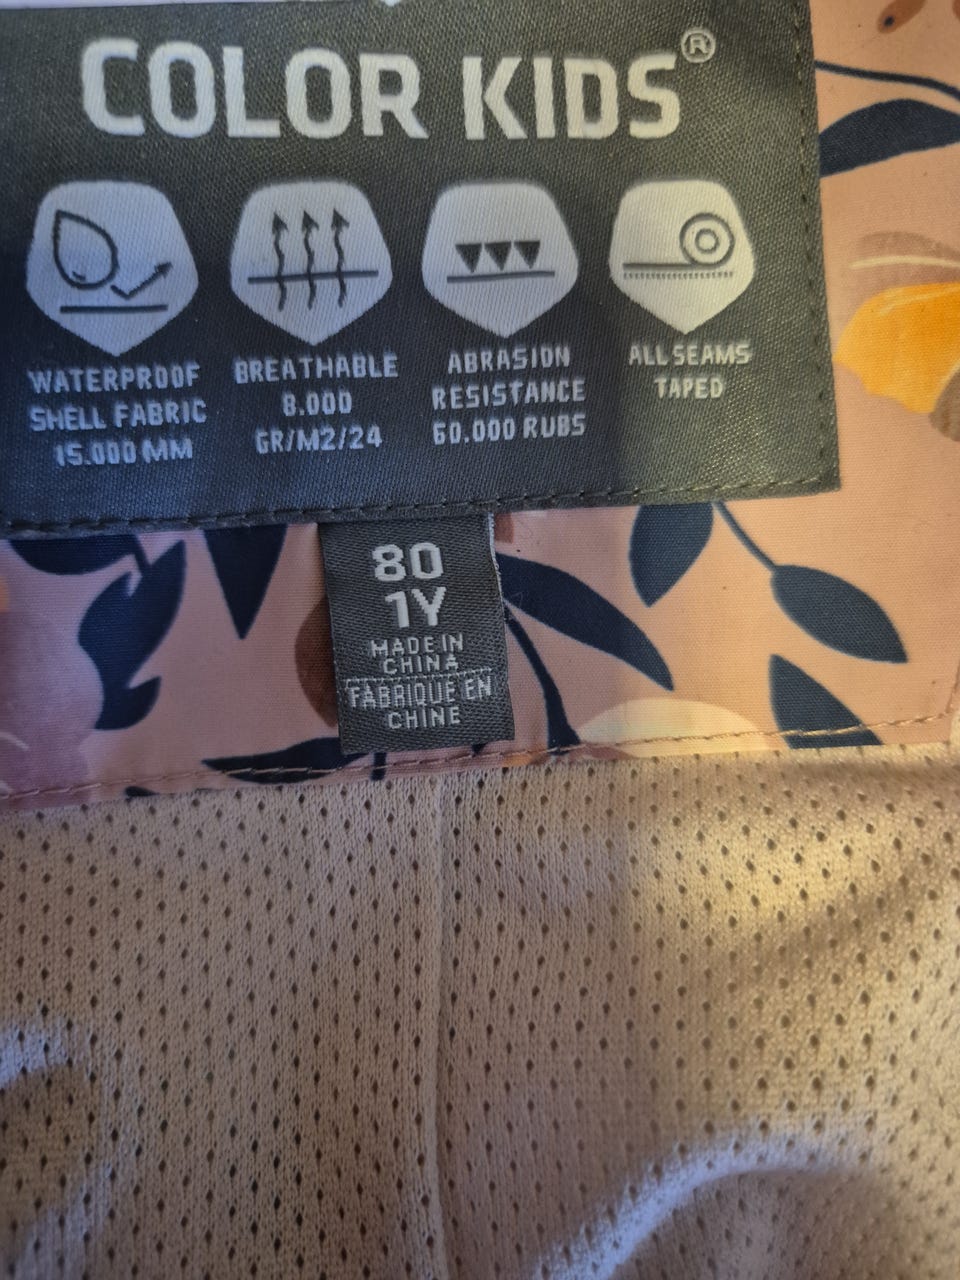 COLOR KIDS®
WATERPROOF
SHELL FABRIC
15.000 MM
BREATHABLE
8.000
GR/M2/24
ABRASION
RESISTANCE
60.000 RUBS
ALL SEAMS
TAPED
80
1Y
MADE IN
CHINA
FABRIQUÉ EN
CHINE